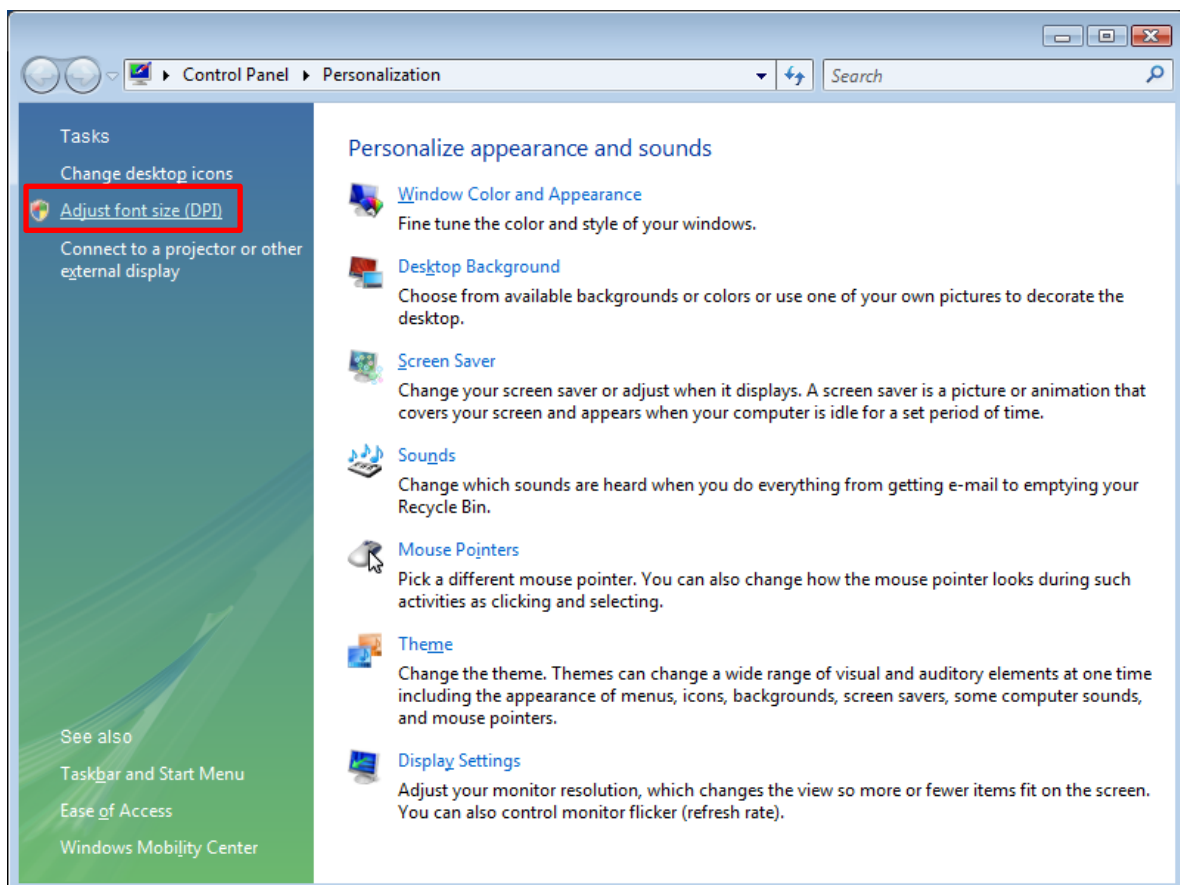 Control Panel Personalization
Search
Tasks
Change desktop icons
Adjust font size (DPI)
Connect to a projector or other
external display
See also
Taskbar and Start Menu
Ease of Access
Windows Mobility Center
Personalize appearance and sounds
Window Color and Appearance
Fine tune the color and style of your windows.
Desktop Background
Choose from available backgrounds or colors or use one of your own pictures to decorate the
desktop.
Screen Saver
Change your screen saver or adjust when it displays. A screen saver is a picture or animation that
covers your screen and appears when your computer is idle for a set period of time.
Sounds
Change which sounds are heard when you do everything from getting e-mail to emptying your
Recycle Bin.
Mouse Pointers
Pick a different mouse pointer. You can also change how the mouse pointer looks during such
activities as clicking and selecting.
Theme
Change the theme. Themes can change a wide range of visual and auditory elements at one time
including the appearance of menus, icons, backgrounds, screen savers, some computer sounds,
and mouse pointers.
Display Settings
Adjust your monitor resolution, which changes the view so more or fewer items fit on the screen.
You can also control monitor flicker (refresh rate).